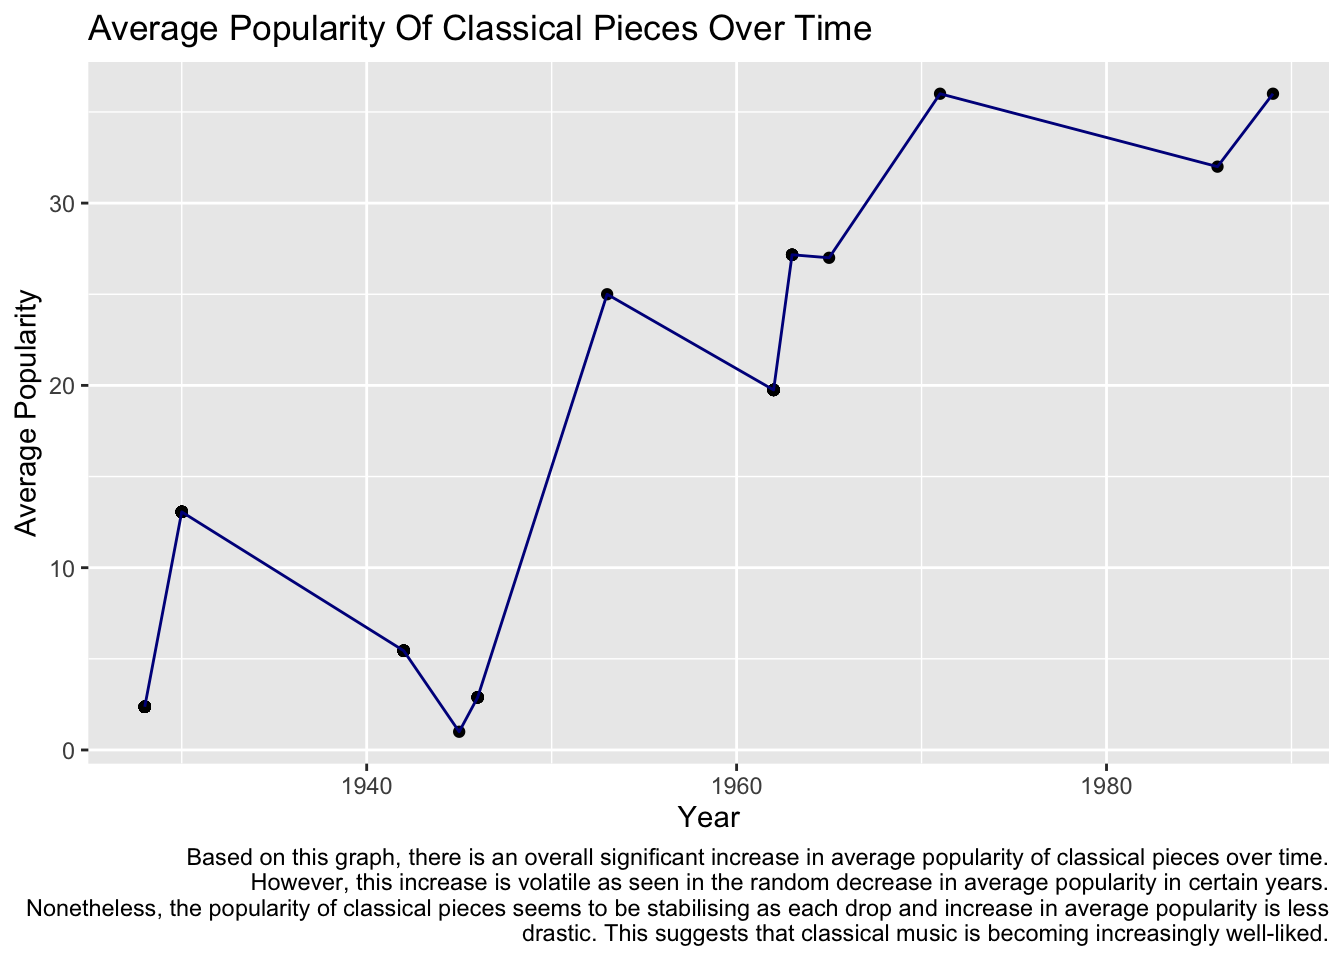 Average Popularity Of Classical Pieces Over Time
Average Popularity
30
20
10
0
1940 1960 1980
Year
Based on this graph, there is an overall significant increase in average popularity of classical pieces over time.
However, this increase is volatile as seen in the random decrease in average popularity in certain years.
Nonetheless, the popularity of classical pieces seems to be stabilising as each drop and increase in average popularity is less
drastic. This suggests that classical music is becoming increasingly well-liked.